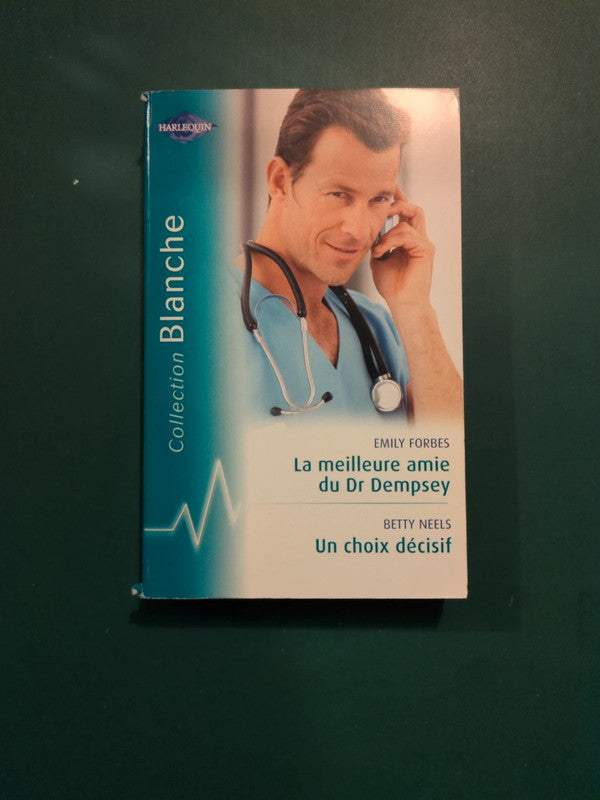 HARLEQUIN
Collection Blanche
EMILY FORBES
La meilleure amie
du Dr Dempsey
BETTY NEELS
Un choix décisif